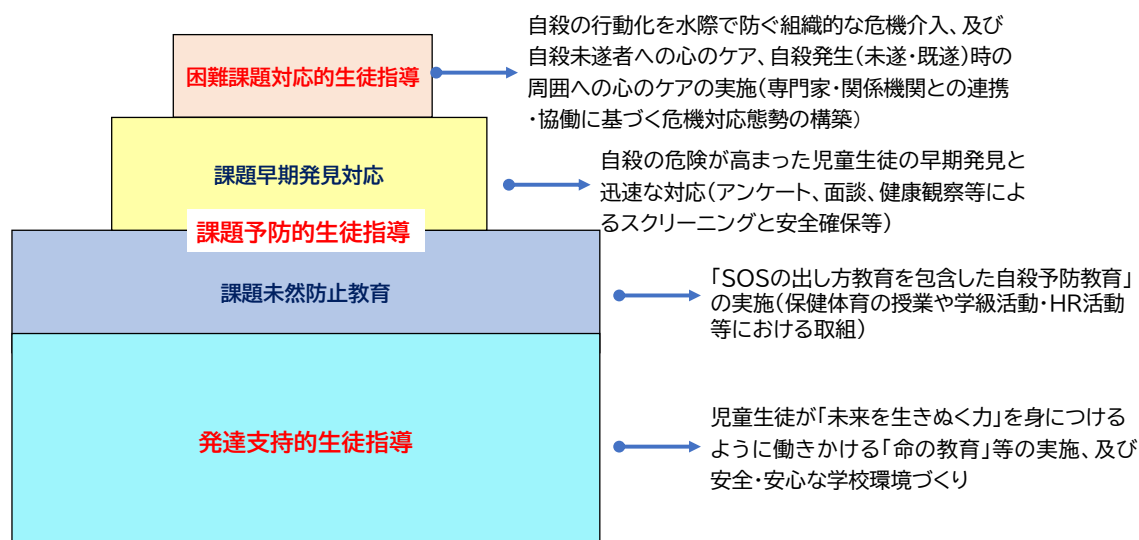 困難課題対応的生徒指導
自殺の行動化を水際で防ぐ組織的な危機介入、及び
自殺未遂者への心のケア、自殺発生(未遂・既遂)時の
周囲への心のケアの実施(専門家・関係機関との連携
・協働に基づく危機対応態勢の構築)
課題早期発見対応
自殺の危険が高まった児童生徒の早期発見と
迅速な対応(アンケート、面談、健康観察等によ
るスクリーニングと安全確保等)
課題予防的生徒指導
課題未然防止教育
「SOSの出し方教育を包含した自殺予防教育」
の実施(保健体育の授業や学級活動・HR活動
等における取組)
発達支持的生徒指導
児童生徒が「未来を生きぬく力」を身につける
ように働きかける「命の教育」等の実施、及び
安全・安心な学校環境づくり